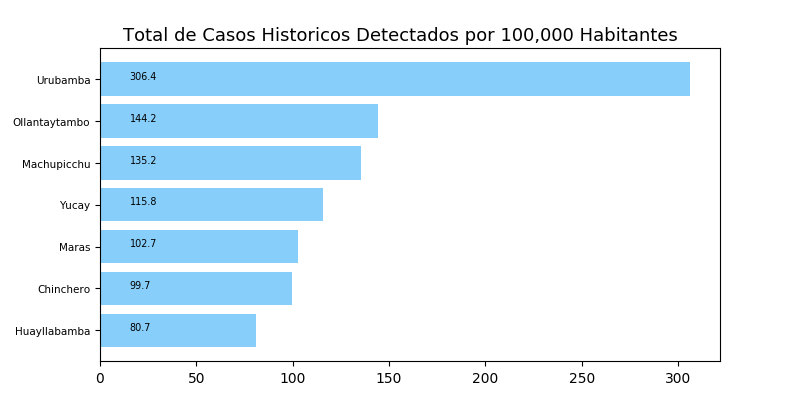 Total de Casos Historicos Detectados por 100,000 Habitantes
Urubamba 306.4
Ollantaytambo 144.2
Machupicchu 135.2
Yucay 115.8
Maras 102.7
Chinchero 99.7
Huayllabamba 80.7
0 50 100 150 200 250 300